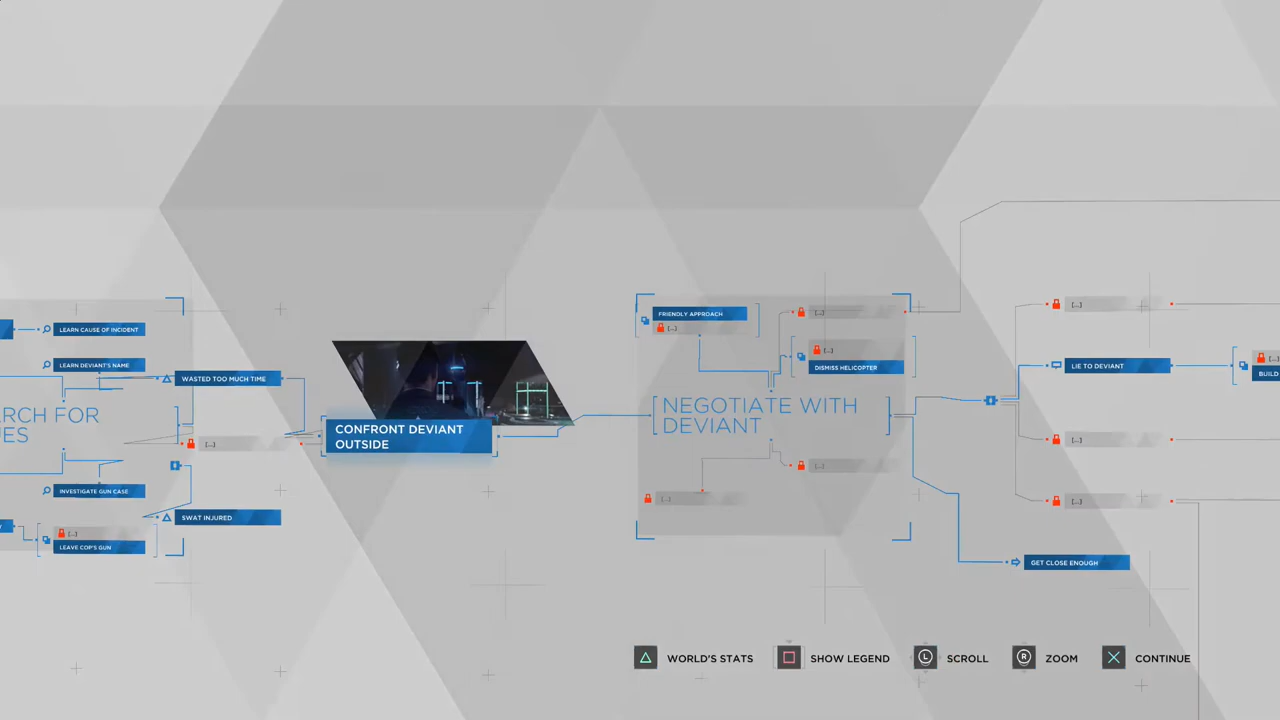 LEARN CAUSE OF INCIDENT
LEARN DEVIANT'S NAME
WASTED TOO MUCH TIME
ARCH FOR
UES
[...]
INVESTIGATE GUN CASE
SWAT INJURED
[...]
LEAVE COP'S GUN
CONFRONT DEVIANT
OUTSIDE
FRIENDLY APPROACH
[...]
[...]
[...]
DISMISS HELICOPTER
NEGOTIATE WITH
DEVIANT
[...]
[...]
[...]
LIE TO DEVIANT
[...]
BUILD
[...]
[...]
GET CLOSE ENOUGH
WORLD'S STATS
SHOW LEGEND
L
SCROLL
R
ZOOM
CONTINUE